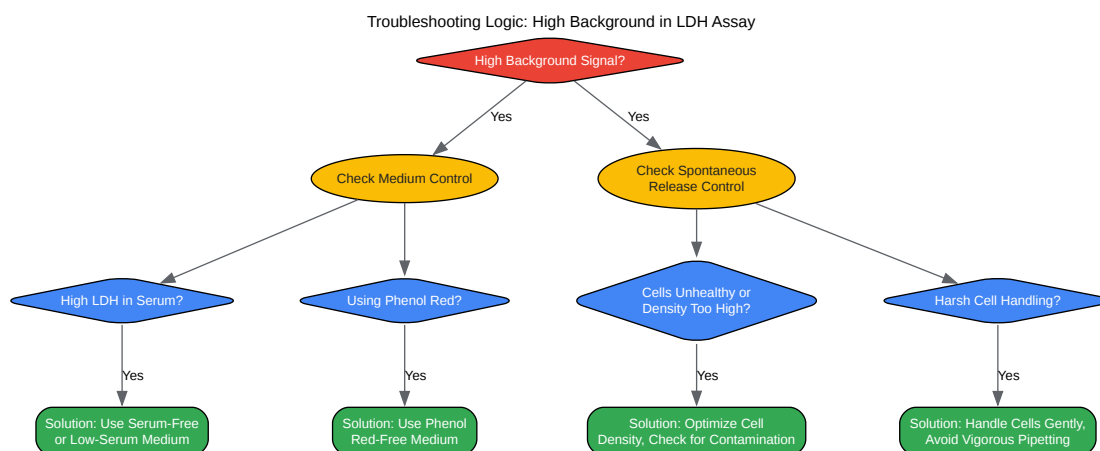 Troubleshooting Logic: High Background in LDH Assay
High Background Signal?
Yes
Yes
Check Medium Control
Check Spontaneous
Release Control
High LDH in Serum?
Using Phenol Red?
Cells Unhealthy or
Density Too High?
Harsh Cell Handling?
Yes
Yes
Yes
Yes
Solution: Use Serum-Free
or Low-Serum Medium
Solution: Use Phenol
Red-Free Medium
Solution: Optimize Cell
Density, Check for Contamination
Solution: Handle Cells Gently,
Avoid Vigorous Pipetting